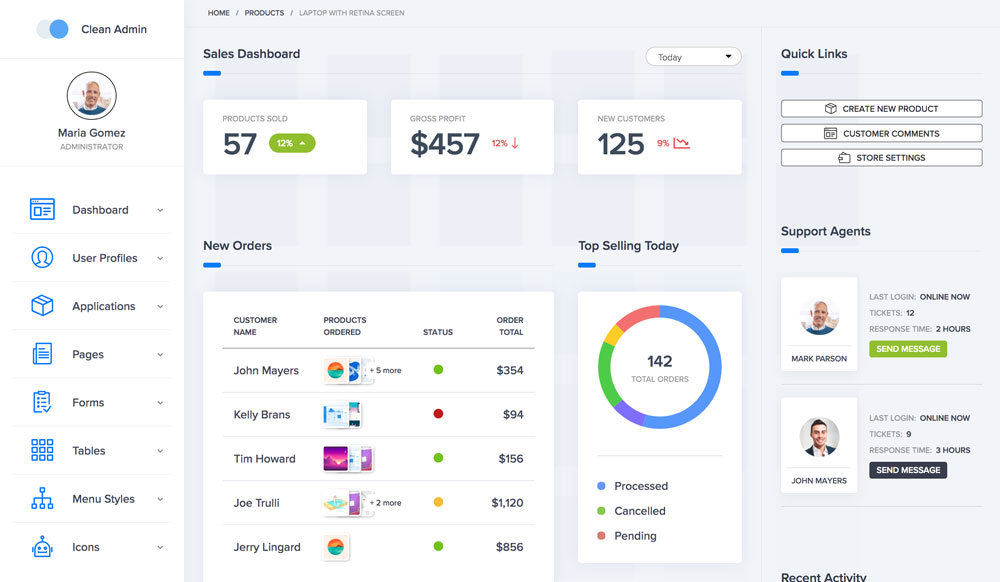 Clean Admin
Maria Gomez
ADMINISTRATOR
Dashboard
User Profiles
Applications
Pages
Forms
Tables
Menu Styles
Icons
HOME / PRODUCTS / LAPTOP WITH RETINA SCREEN
Sales Dashboard
Today
PRODUCTS SOLD
57 12%
GROSS PROFIT
$457 12%
NEW CUSTOMERS
125 9%
New Orders
CUSTOMER NAME PRODUCTS ORDERED STATUS ORDER TOTAL
John Mayers + 5 more $354
Kelly Brans $94
Tim Howard $156
Joe Trulli + 2 more $1,120
Jerry Lingard $856
Top Selling Today
142
TOTAL ORDERS
Processed
Cancelled
Pending
Quick Links
CREATE NEW PRODUCT
CUSTOMER COMMENTS
STORE SETTINGS
Support Agents
MARK PARSON
LAST LOGIN: ONLINE NOW
TICKETS: 12
RESPONSE TIME: 2 HOURS
SEND MESSAGE
JOHN MAYERS
LAST LOGIN: ONLINE NOW
TICKETS: 9
RESPONSE TIME: 3 HOURS
SEND MESSAGE
Recent Activity